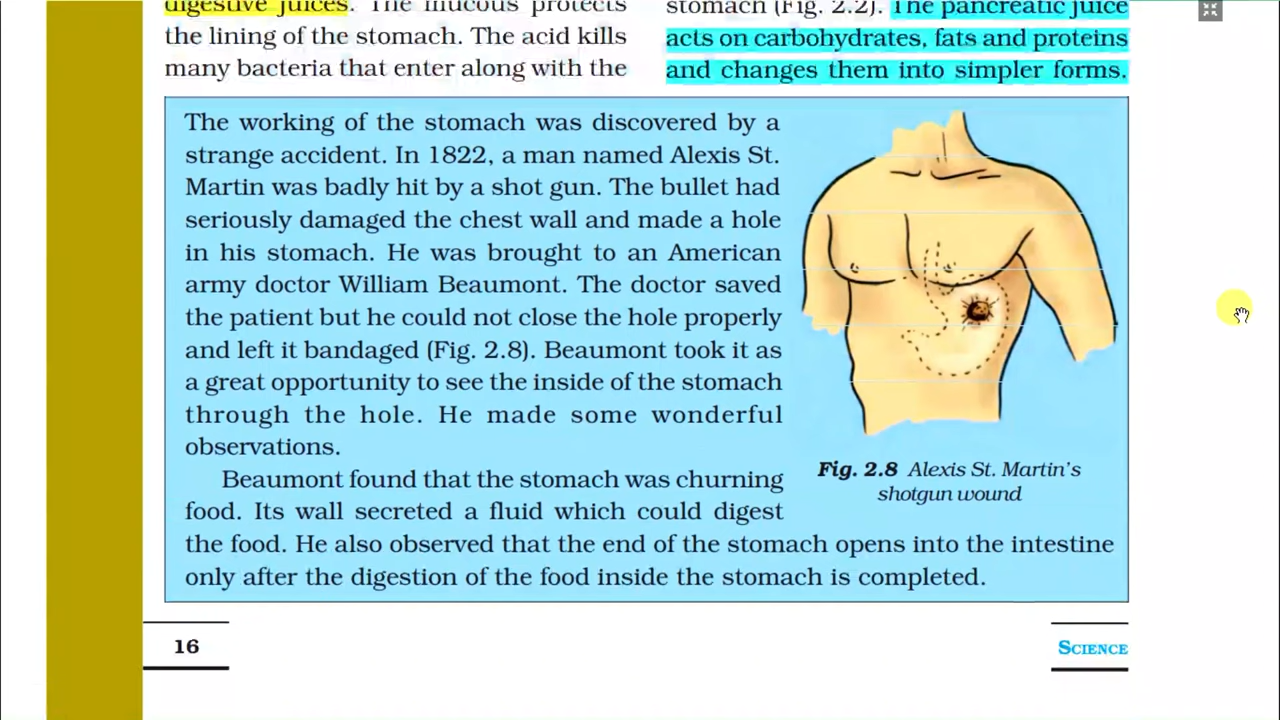 digestive juices. The mucous protects
the lining of the stomach. The acid kills
many bacteria that enter along with the
stomach (Fig. 2.2). The pancreatic juice
acts on carbohydrates, fats and proteins
and changes them into simpler forms.
The working of the stomach was discovered by a
strange accident. In 1822, a man named Alexis St.
Martin was badly hit by a shot gun. The bullet had
seriously damaged the chest wall and made a hole
in his stomach. He was brought to an American
army doctor William Beaumont. The doctor saved
the patient but he could not close the hole properly
and left it bandaged (Fig. 2.8). Beaumont took it as
a great opportunity to see the inside of the stomach
through the hole. He made some wonderful
observations.
Beaumont found that the stomach was churning
food. Its wall secreted a fluid which could digest
the food. He also observed that the end of the stomach opens into the intestine
only after the digestion of the food inside the stomach is completed.
Fig. 2.8 Alexis St. Martin's
shotgun wound
16
SCIENCE